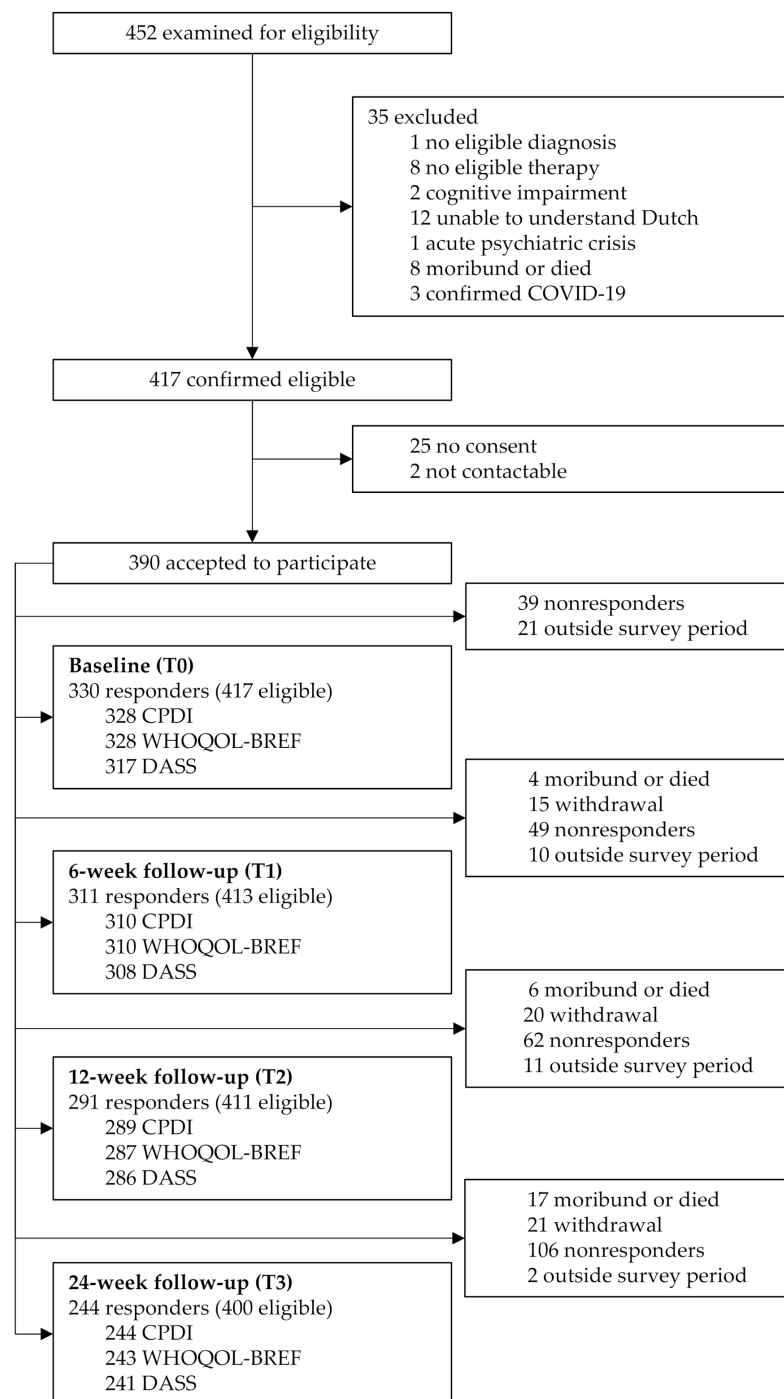 452 examined for eligibility
35 excluded
1 no eligible diagnosis
8 no eligible therapy
2 cognitive impairment
12 unable to understand Dutch
1 acute psychiatric crisis
8 moribund or died
3 confirmed COVID-19
417 confirmed eligible
25 no consent
2 not contactable
390 accepted to participate
39 nonresponders
21 outside survey period
Baseline (T0)
330 responders (417 eligible)
328 CPDI
328 WHOQOL-BREF
317 DASS
4 moribund or died
15 withdrawal
49 nonresponders
10 outside survey period
6-week follow-up (T1)
311 responders (413 eligible)
310 CPDI
310 WHOQOL-BREF
308 DASS
6 moribund or died
20 withdrawal
62 nonresponders
11 outside survey period
12-week follow-up (T2)
291 responders (411 eligible)
289 CPDI
287 WHOQOL-BREF
286 DASS
17 moribund or died
21 withdrawal
106 nonresponders
2 outside survey period
24-week follow-up (T3)
244 responders (400 eligible)
244 CPDI
243 WHOQOL-BREF
241 DASS